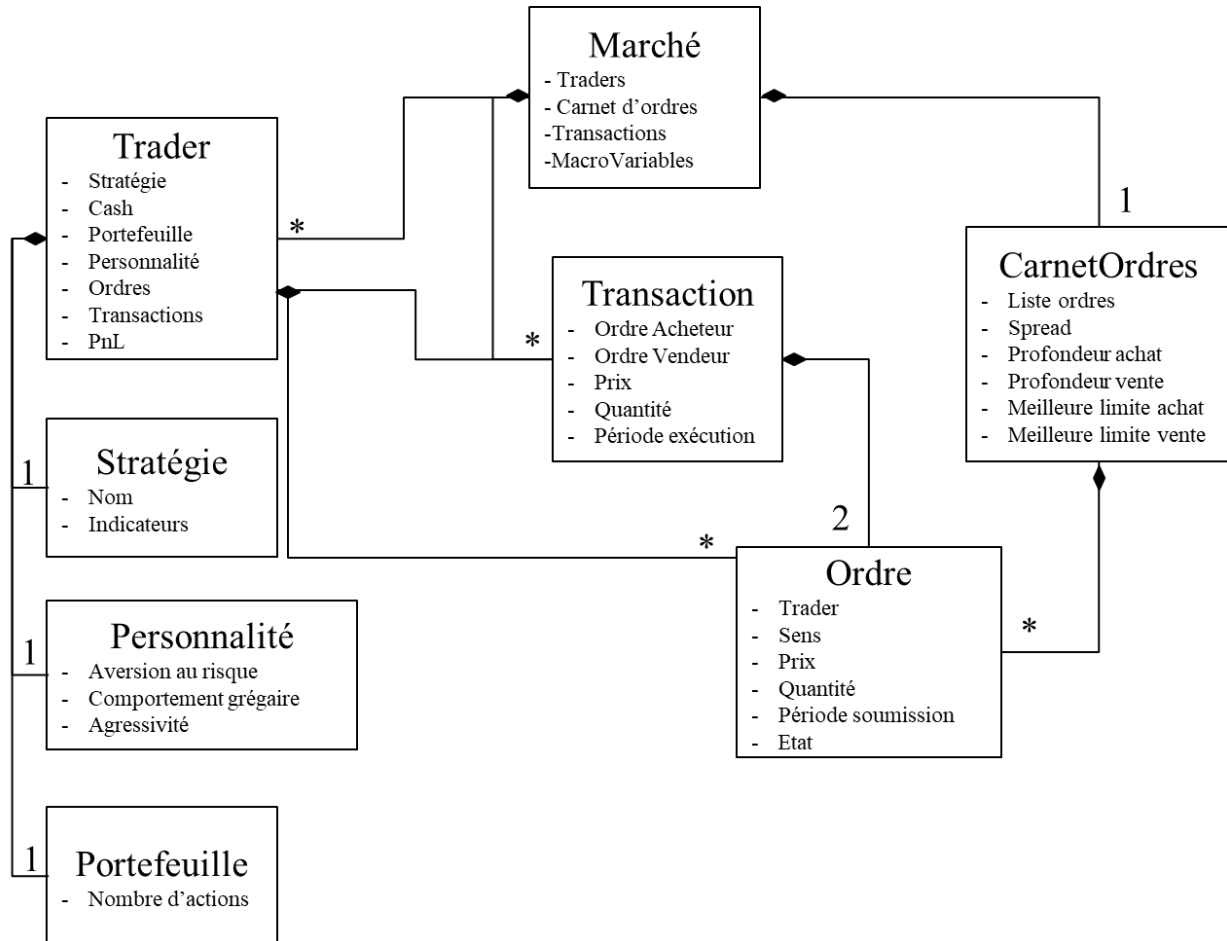 Marché
- Traders
- Carnet d'ordres
-Transactions
-MacroVariables
Trader
- Stratégie
- Cash
- Portefeuille
- Personnalité
- Ordres
- Transactions
- PnL
*
1
Transaction
- Ordre Acheteur
- Ordre Vendeur
- Prix
- Quantité
- Période exécution
*
CarnetOrdres
- Liste ordres
- Spread
- Profondeur achat
- Profondeur vente
- Meilleure limite achat
- Meilleure limite vente
Stratégie
- Nom
- Indicateurs
1
2
*
Ordre
- Trader
- Sens
- Prix
- Quantité
- Période soumission
- Etat
*
Personnalité
- Aversion au risque
- Comportement grégaire
- Agressivité
1
Portefeuille
- Nombre d'actions
1